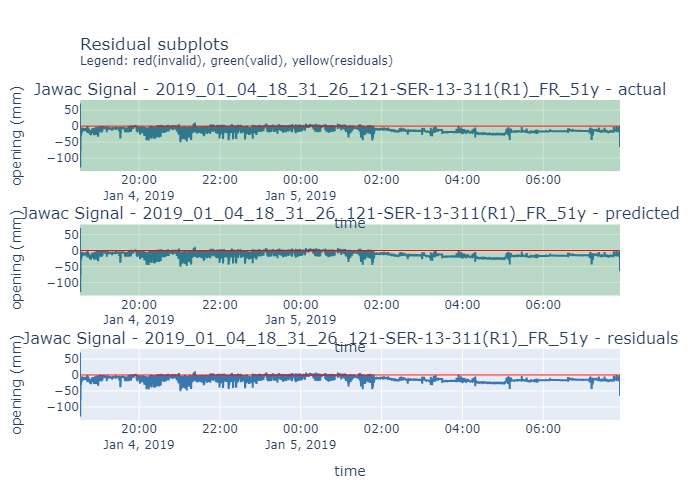 Residual subplots
Legend: red(invalid), green(valid), yellow(residuals)
Jawac Signal - 2019_01_04_18_31_26_121-SER-13-311(R1)_FR_51y - actual
opening (mm)
50
0
−50
−100
20:00 22:00 00:00 02:00 04:00 06:00
Jan 4, 2019 Jan 5, 2019
time
Jawac Signal - 2019_01_04_18_31_26_121-SER-13-311(R1)_FR_51y - predicted
opening (mm)
50
0
−50
−100
20:00 22:00 00:00 02:00 04:00 06:00
Jan 4, 2019 Jan 5, 2019
time
Jawac Signal - 2019_01_04_18_31_26_121-SER-13-311(R1)_FR_51y - residuals
opening (mm)
50
0
−50
−100
20:00 22:00 00:00 02:00 04:00 06:00
Jan 4, 2019 Jan 5, 2019
time